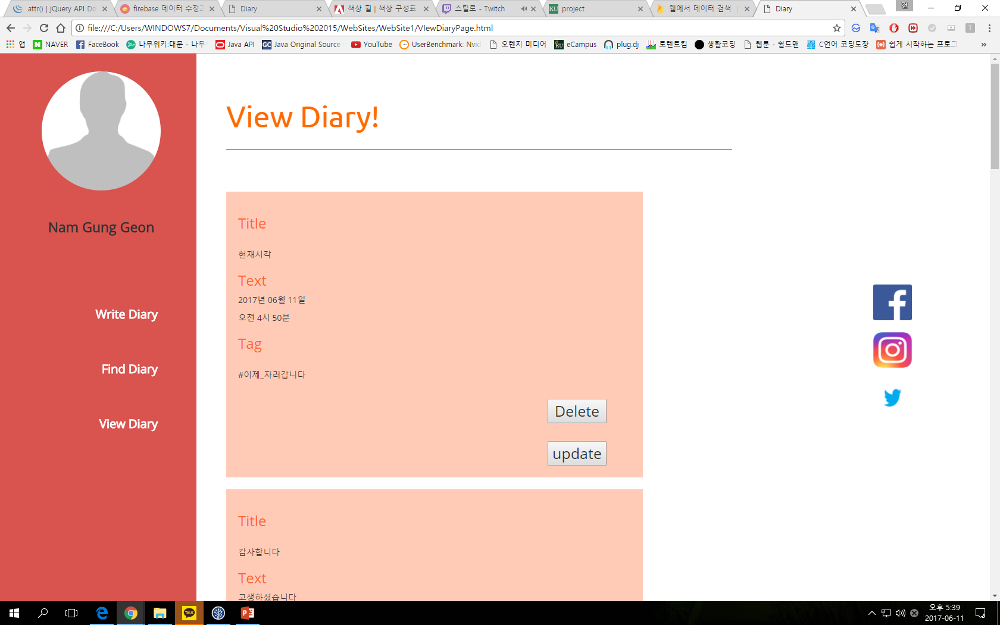 .attr() | jQuery API Do
firebase 데이터 수정고
Diary
색상 휠 | 색상 구성표
스틸로 - Twitch
KU
project
웹에서 데이터 검색
Diary
권
file:///C:/Users/WINDOWS7/Documents/Visual%20Studio%202015/WebSites/WebSite1/VIewDiaryPage.html
앱
NAVER
FaceBook
나무위키:대문 - 나무
Java API
GC
Java Original Source
YouTube
UserBenchmark: Nvid
오렌지 미디어
KU
eCampus
plug.dj
토렌트킴
생활코딩
웹툰 - 쉴드맨
C언어 코딩도장
쉽게 시작하는 프로그
»
Nam Gung Geon
Write Diary
Find Diary
View Diary
View Diary!
Title
현재시각
Text
2017년 06월 11일
오전 4시 50분
Tag
#이제_자러갑니다
Delete
update
Title
감사합니다
Text
고생하셨습니다
TALK
오후 5:39
2017-06-11